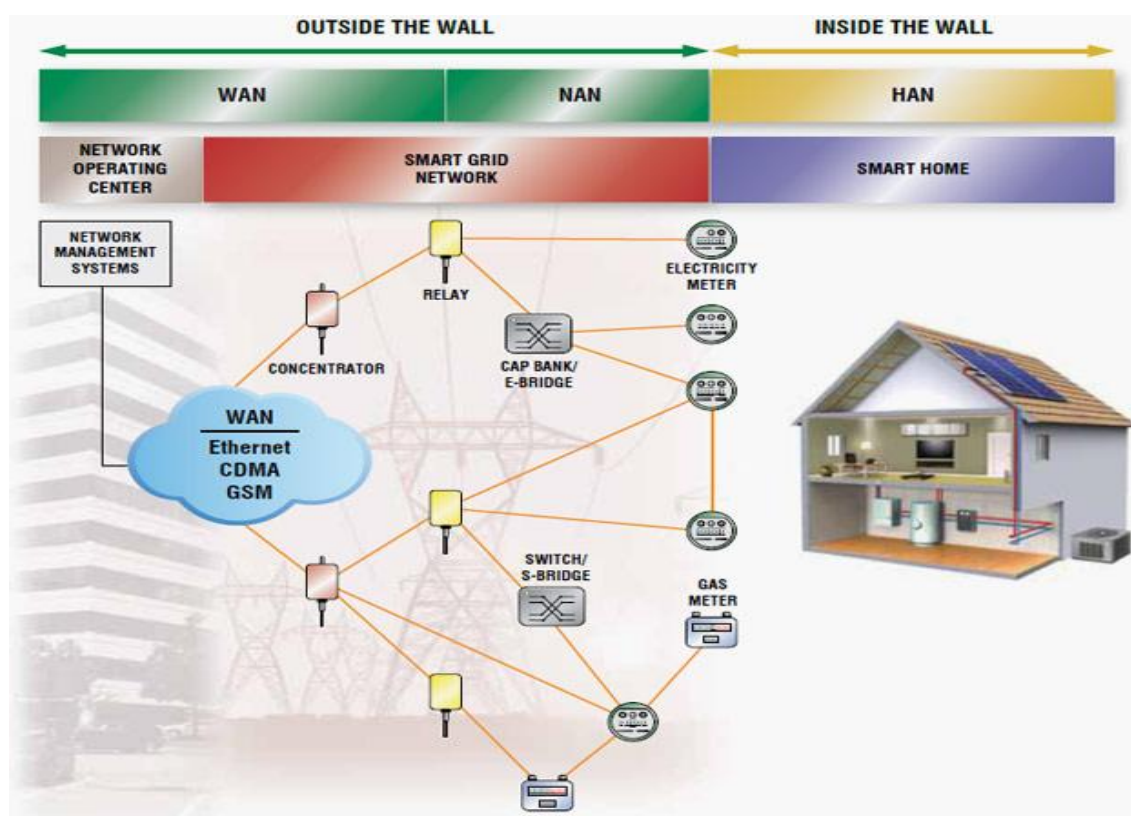 OUTSIDE THE WALL
INSIDE THE WALL
WAN
NAN
HAN
NETWORK
OPERATING
CENTER
SMART GRID
NETWORK
SMART HOME
NETWORK
MANAGEMENT
SYSTEMS
RELAY
ELECTRICITY
METER
CONCENTRATOR
CAP BANK/
E-BRIDGE
WAN
Ethernet
CDMA
GSM
SWITCH/
S-BRIDGE
GAS
METER